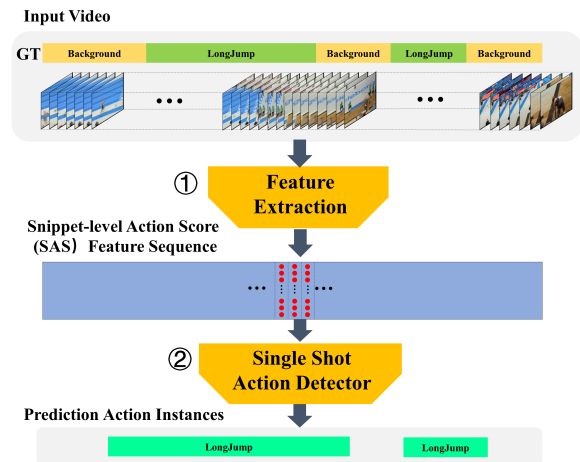 Input Video
GT Background LongJump Background LongJump Background
••• •••
① Feature
Extraction
Snippet-level Action Score
(SAS) Feature Sequence
••• •••
② Single Shot
Action Detector
Prediction Action Instances
LongJump LongJump